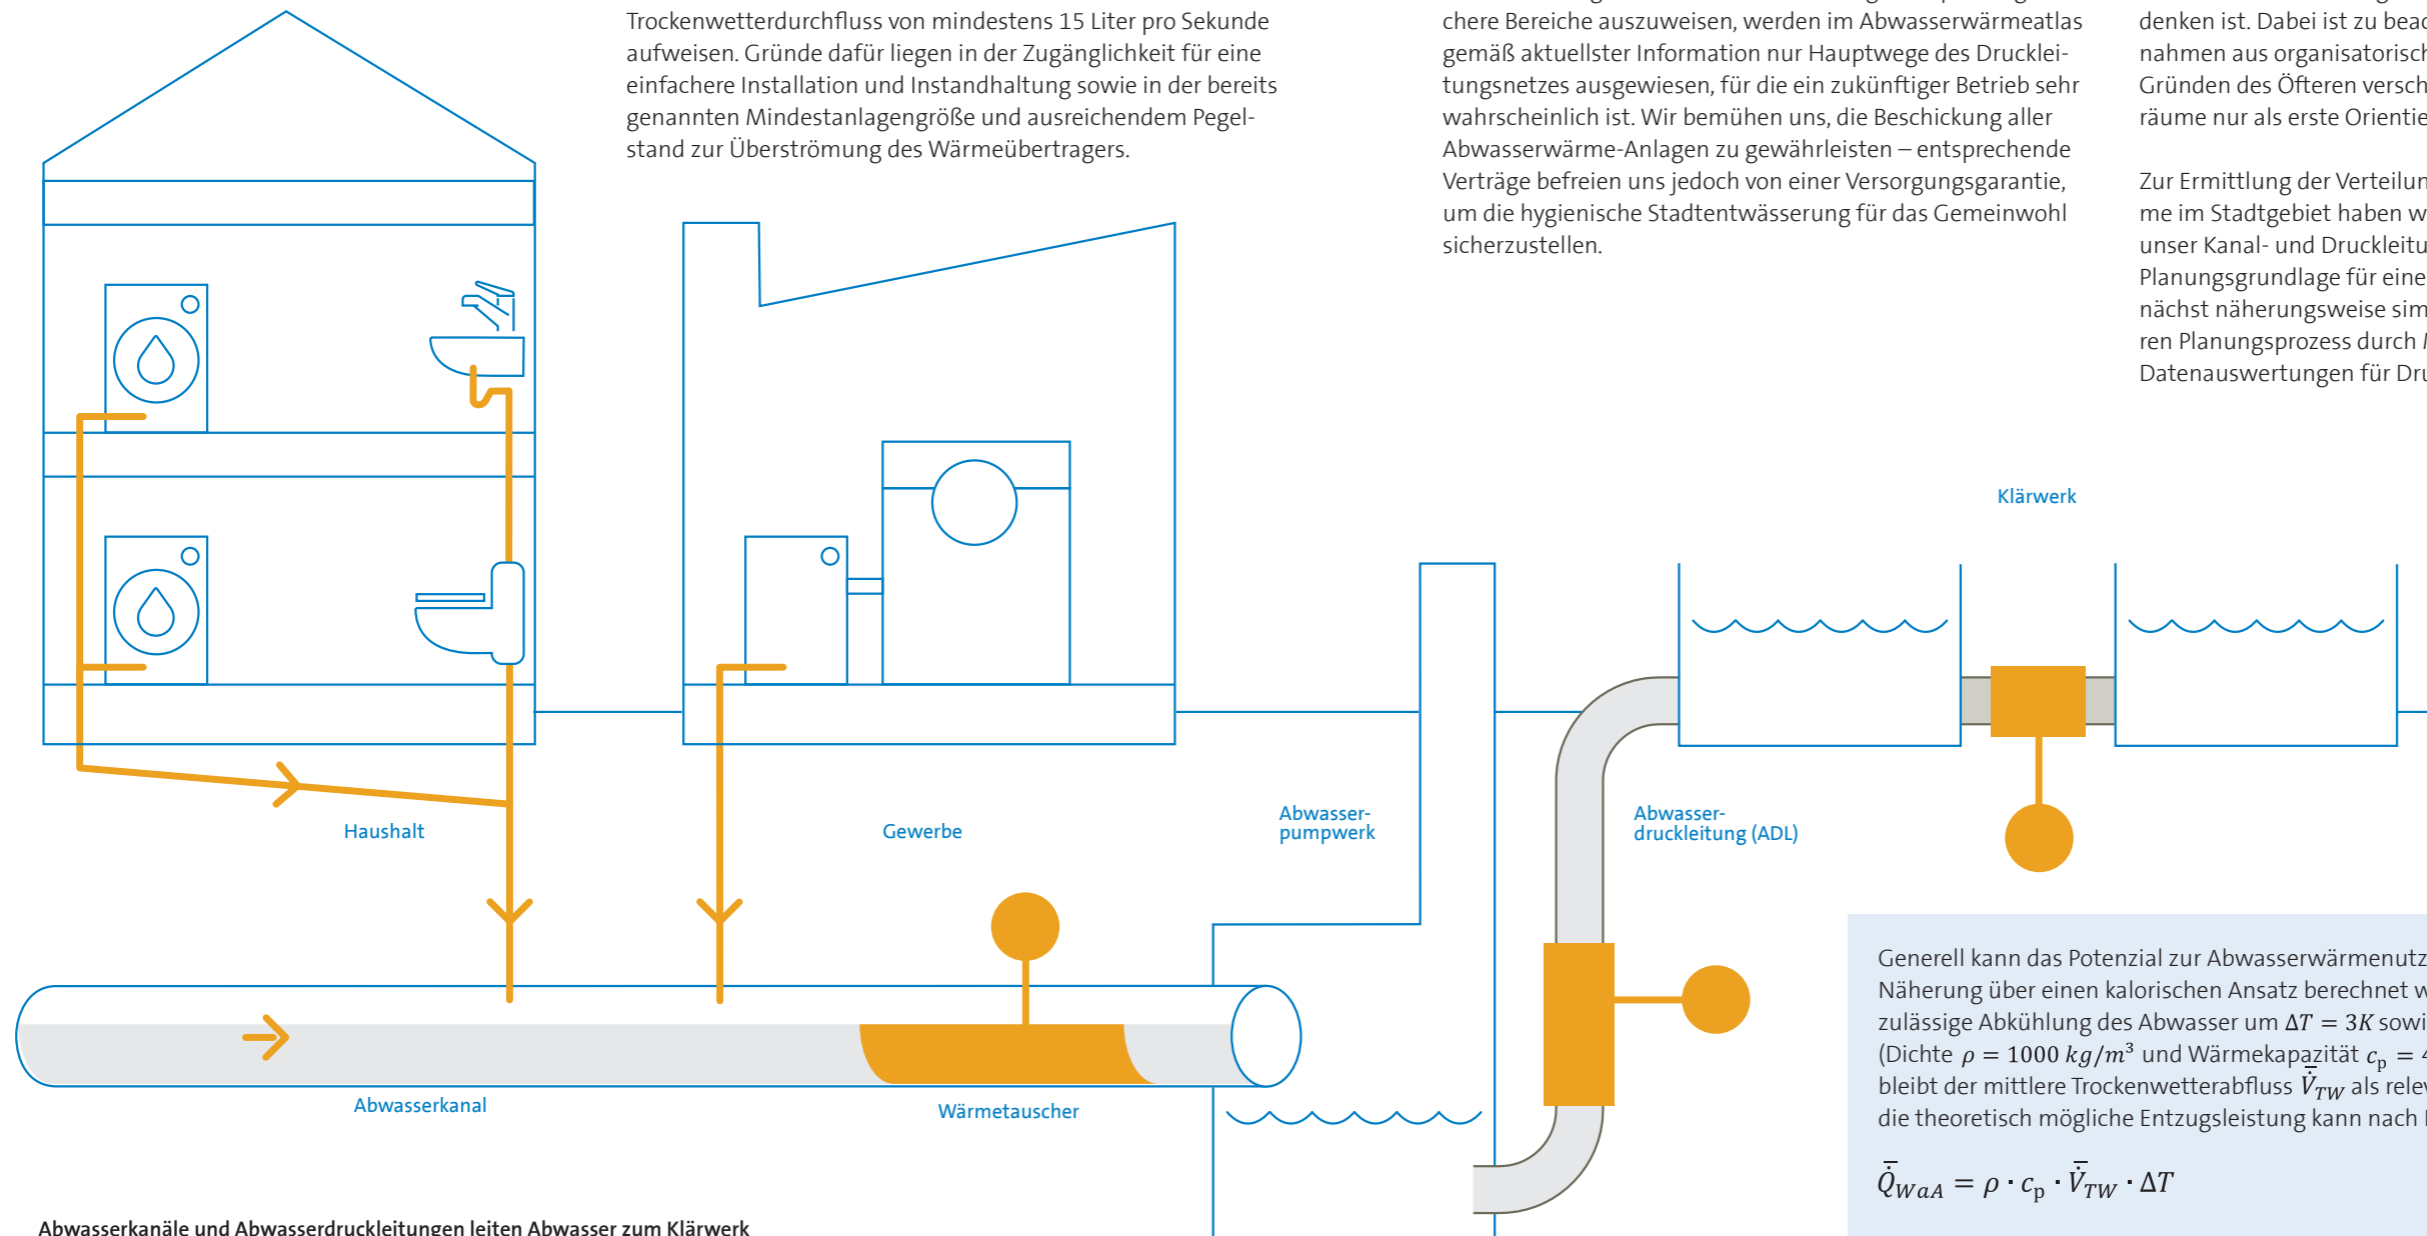 Trockenwetterdurchfluss von mindestens 15 Liter pro Sekunde
aufweisen. Gründe dafür liegen in der Zugänglichkeit für eine
einfachere Installation und Instandhaltung sowie in der bereits
genannten Mindestanlagengröße und ausreichendem Pegel-
stand zur Überströmung des Wärmeübertragers.
chere Bereiche auszuweisen, werden im Abwasserwärmeatlas
gemäß aktuellster Information nur Hauptwege des Drucklei-
tungsnetzes ausgewiesen, für die ein zukünftiger Betrieb sehr
wahrscheinlich ist. Wir bemühen uns, die Beschickung aller
Abwasserwärme-Anlagen zu gewährleisten – entsprechende
Verträge befreien uns jedoch von einer Versorgungsgarantie,
um die hygienische Stadtentwässerung für das Gemeinwohl
sicherzustellen.
denken ist. Dabei ist zu beac
nahmen aus organisatorisch
Gründen des Öfteren versch
räume nur als erste Orientie
Zur Ermittlung der Verteilun
me im Stadtgebiet haben w
unser Kanal- und Druckleitu
Planungsgrundlage für eine
nächst näherungsweise sim
ren Planungsprozess durch
Datenauswertungen für Dru
Klärwerk
Haushalt
Gewerbe
Abwasser-
pumpwerk
Abwasser-
druckleitung (ADL)
Abwasserkanal
Wärmetauscher
Generell kann das Potenzial zur Abwasserwärmenutz
Näherung über einen kalorischen Ansatz berechnet w
zulässige Abkühlung des Abwasser um ΔT = 3K sowi
(Dichte ρ = 1000 kg/m³ und Wärmekapazität c_p = 4
bleibt der mittlere Trockenwetterabfluss V̇̄_TW als relev
die theoretisch mögliche Entzugsleistung kann nach
Q̇̄_WaA = ρ · c_p · V̇̄_TW · ΔT
Abwasserkanäle und Abwasserdruckleitungen leiten Abwasser zum Klärwerk